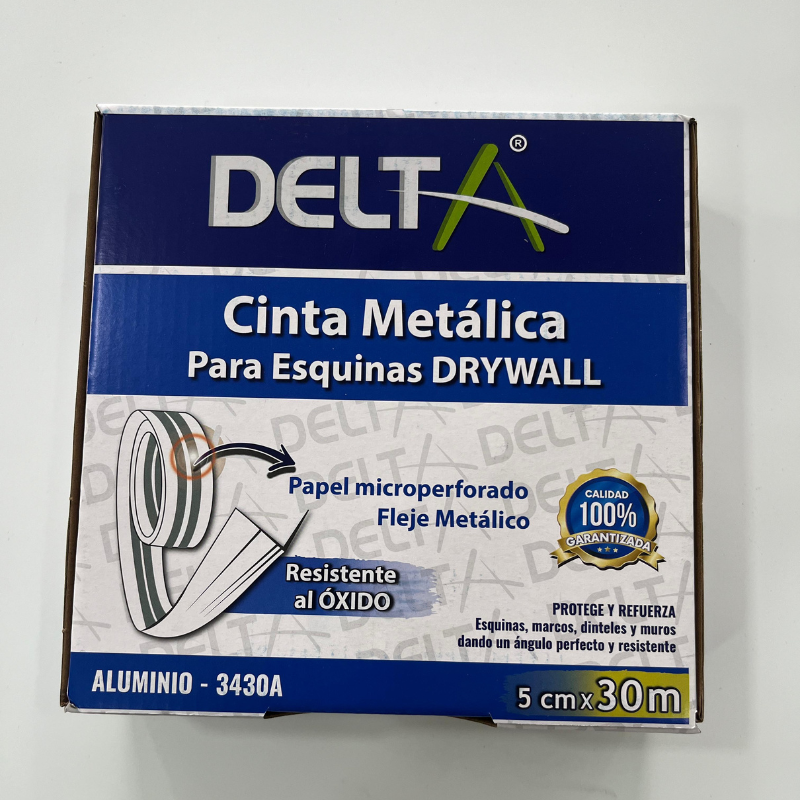 DELTA®
Cinta Metálica
Para Esquinas DRYWALL
Papel microperforado
Fleje Metálico
CALIDAD
100%
GARANTIZADA
Resistente
al ÓXIDO
PROTEGE Y REFUERZA
Esquinas, marcos, dinteles y muros
dando un ángulo perfecto y resistente
ALUMINIO - 3430A
5 cm x 30m